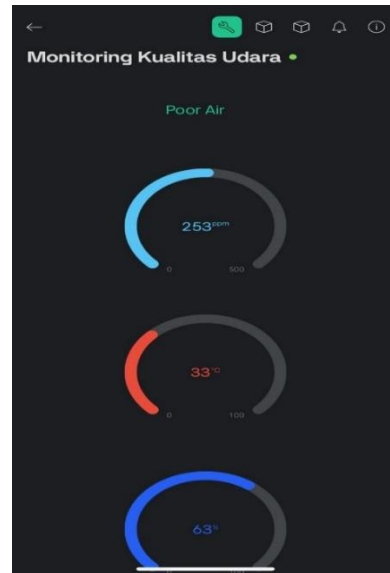 Monitoring Kualitas Udara
Poor Air
253ppm
0 500
33°C
0 100
63%